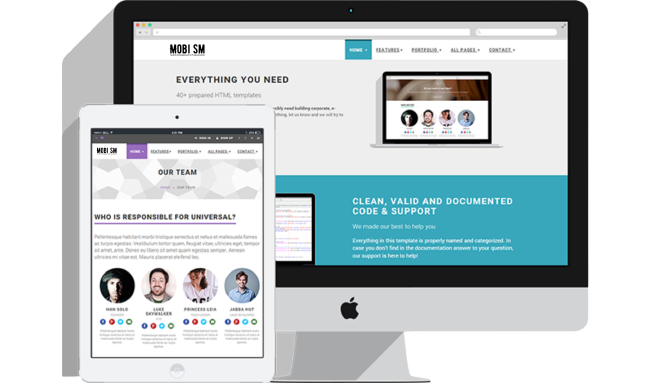 MOBI SM
HOME
FEATURES
PORTFOLIO
ALL PAGES
CONTACT
EVERYTHING YOU NEED
40+ prepared HTML templates
sibly need building corporate, e-
thing, let us know and we will try to
CLEAN, VALID AND DOCUMENTED
CODE & SUPPORT
We made our best to help you
Everything in this template is properly named and categorized. In
case you don't find in the documentation answer to your question,
our support is here to help!
SIGN IN
SIGN UP
MOBI SM
HOME
FEATURES
PORTFOLIO
ALL PAGES
CONTACT
OUR TEAM
HOME
OUR TEAM
WHO IS RESPONSIBLE FOR UNIVERSAL?
Pellentesque habitant morbi tristique senectus et netus et malesuada fames
ac turpis egestas. Vestibulum tortor quam, feugiat vitae, ultricies eget, tempor
sit amet, ante. Donec eu libero sit amet quam egestas semper. Aenean
ultricies mi vitae est. Mauris placerat eleifend leo.
HAN SOLO
LUKE
SKYWALKER
PRINCESS LEIA
JABBA HUT